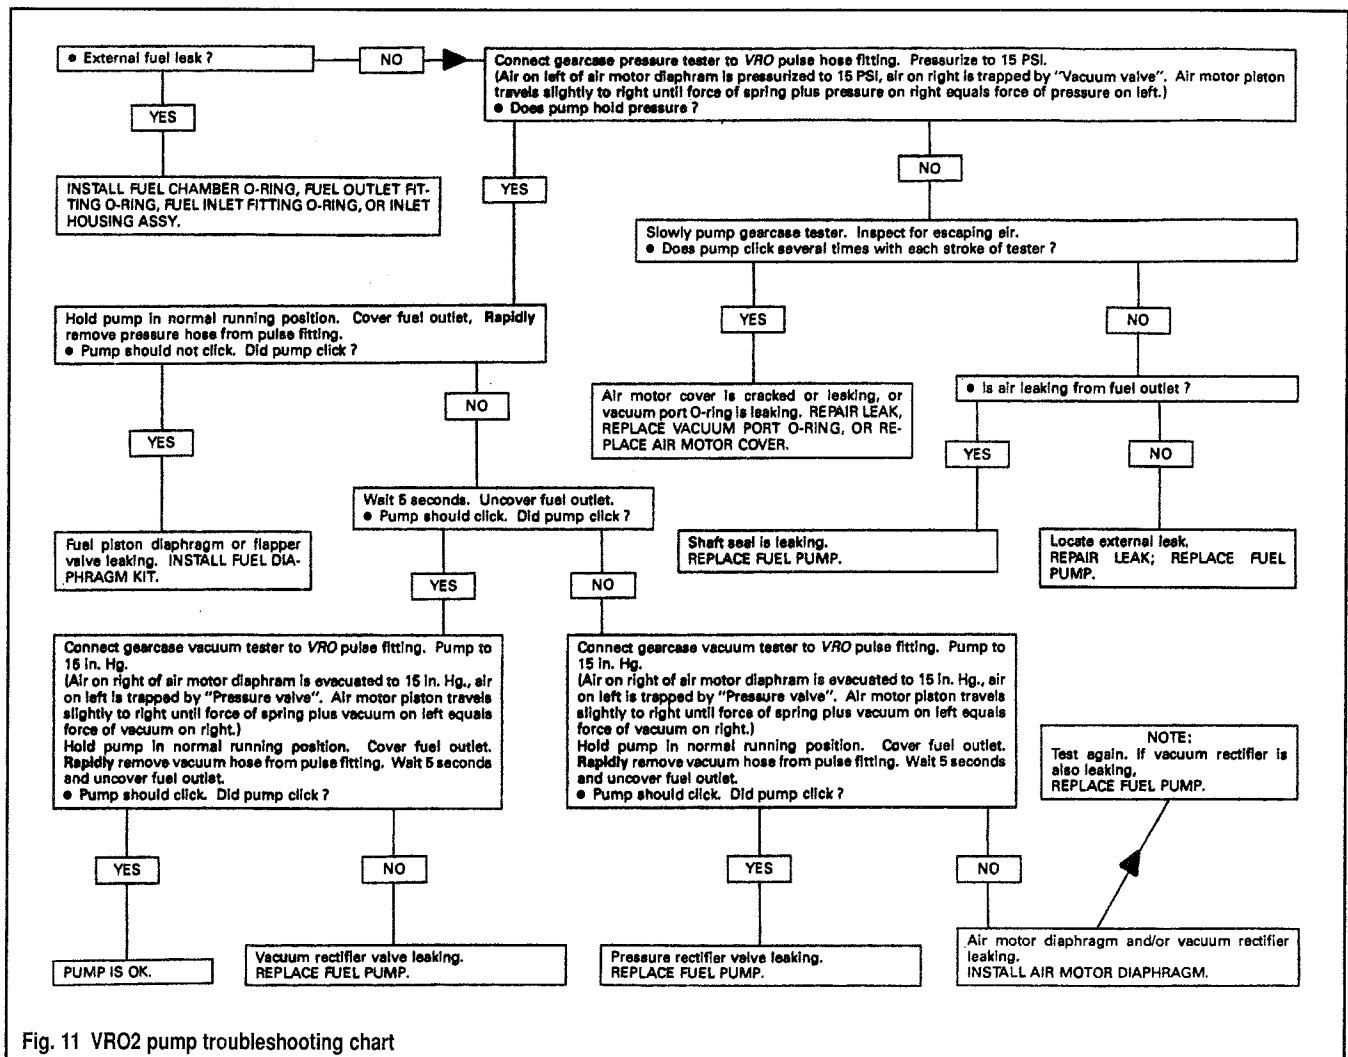 ● External fuel leak ?
NO
Connect gearcase pressure tester to VRO pulse hose fitting. Pressurize to 15 PSI.
(Air on left of air motor diaphram is pressurized to 15 PSI, air on right is trapped by "Vacuum valve". Air motor piston
travels slightly to right until force of spring plus pressure on right equals force of pressure on left.)
● Does pump hold pressure ?
YES
INSTALL FUEL CHAMBER O-RING, FUEL OUTLET FIT-
TING O-RING, FUEL INLET FITTING O-RING, OR INLET
HOUSING ASSY.
YES
NO
Slowly pump gearcase tester. Inspect for escaping air.
● Does pump click several times with each stroke of tester ?
Hold pump in normal running position. Cover fuel outlet, Rapidly
remove pressure hose from pulse fitting.
● Pump should not click. Did pump click ?
YES
NO
Air motor cover is cracked or leaking, or
vacuum port O-ring is leaking. REPAIR LEAK,
REPLACE VACUUM PORT O-RING, OR RE-
PLACE AIR MOTOR COVER.
● Is air leaking from fuel outlet ?
YES
NO
YES
NO
Wait 5 seconds. Uncover fuel outlet.
● Pump should click. Did pump click ?
Fuel piston diaphragm or flapper
valve leaking. INSTALL FUEL DIA-
PHRAGM KIT.
Shaft seal is leaking.
REPLACE FUEL PUMP.
Locate external leak.
REPAIR LEAK; REPLACE FUEL
PUMP.
YES
NO
Connect gearcase vacuum tester to VRO pulse fitting. Pump to
15 in. Hg.
(Air on right of air motor diaphram is evacuated to 15 in. Hg., air
on left is trapped by "Pressure valve". Air motor piston travels
slightly to right until force of spring plus vacuum on left equals
force of vacuum on right.)
Hold pump in normal running position. Cover fuel outlet.
Rapidly remove vacuum hose from pulse fitting. Wait 5 seconds
and uncover fuel outlet.
● Pump should click. Did pump click ?
Connect gearcase vacuum tester to VRO pulse fitting. Pump to
15 in. Hg.
(Air on right of air motor diaphram is evacuated to 15 in. Hg., air
on left is trapped by "Pressure valve". Air motor piston travels
slightly to right until force of spring plus vacuum on left equals
force of vacuum on right.)
Hold pump in normal running position. Cover fuel outlet.
Rapidly remove vacuum hose from pulse fitting. Wait 5 seconds
and uncover fuel outlet.
● Pump should click. Did pump click ?
NOTE:
Test again. If vacuum rectifier is
also leaking,
REPLACE FUEL PUMP.
YES
NO
YES
NO
PUMP IS OK.
Vacuum rectifier valve leaking.
REPLACE FUEL PUMP.
Pressure rectifier valve leaking.
REPLACE FUEL PUMP.
Air motor diaphragm and/or vacuum rectifier
leaking.
INSTALL AIR MOTOR DIAPHRAGM.
Fig. 11 VRO2 pump troubleshooting chart